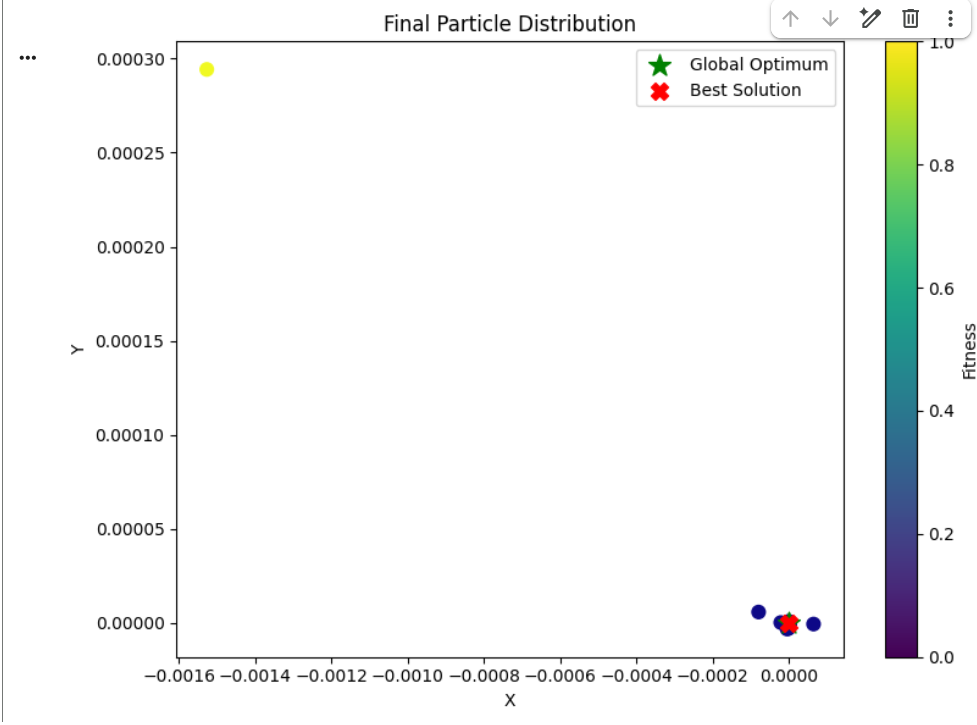 Final Particle Distribution
Global Optimum
Best Solution
0.00030
0.00025
0.00020
0.00015
0.00010
0.00005
0.00000
Y
−0.0016 −0.0014 −0.0012 −0.0010 −0.0008 −0.0006 −0.0004 −0.0002 0.0000
X
1.0
0.8
0.6
0.4
0.2
0.0
Fitness